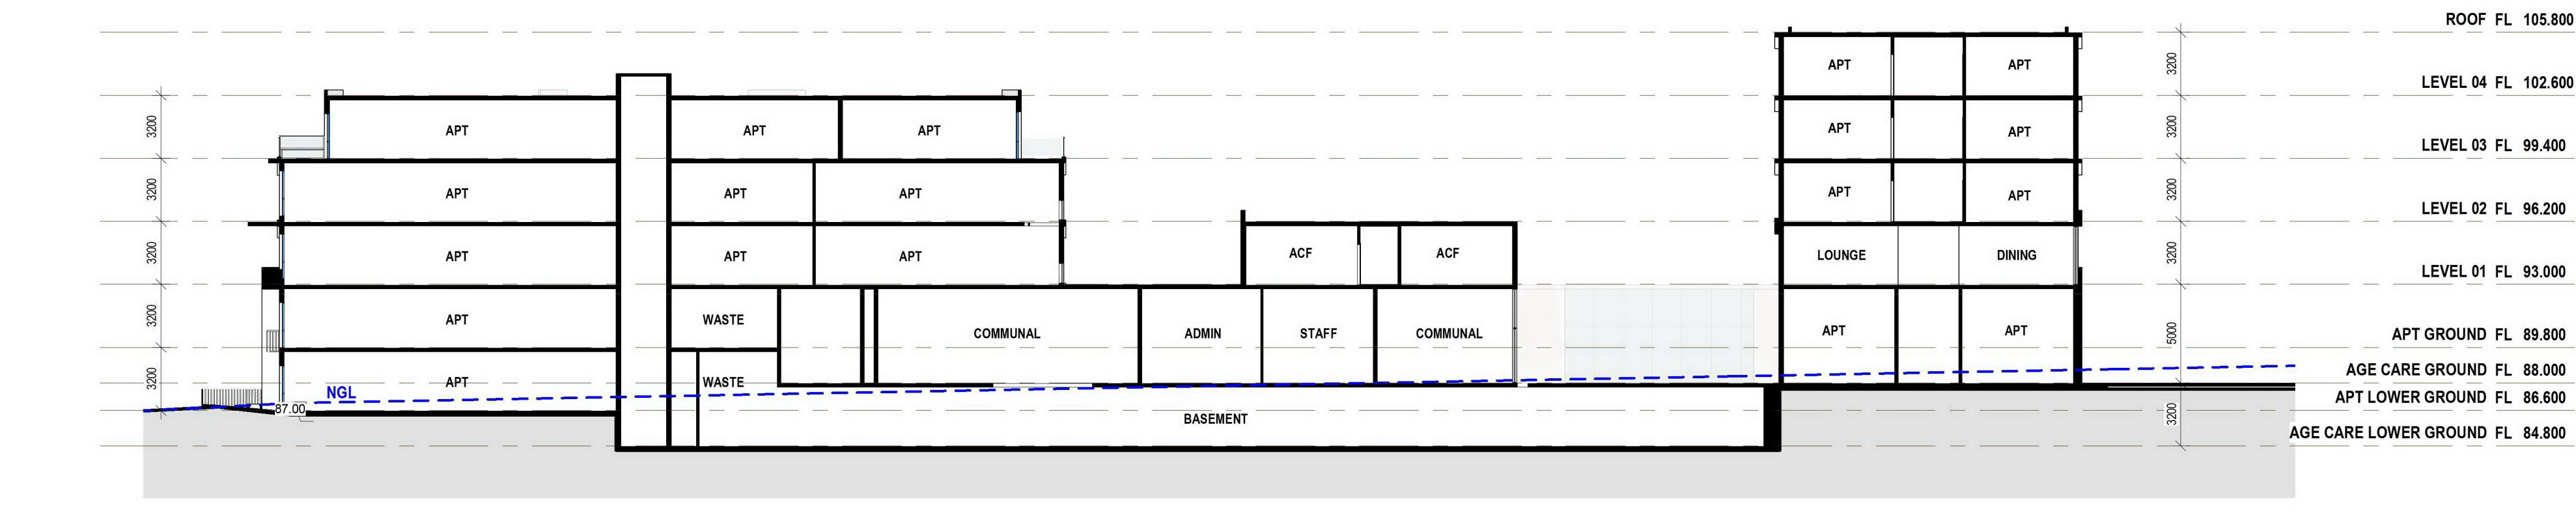 ROOF FL 105.800
3200
APT APT
LEVEL 04 FL 102.600
3200 APT APT APT APT APT 3200
LEVEL 03 FL 99.400
3200 APT APT APT APT APT 3200
LEVEL 02 FL 96.200
3200 APT APT APT ACF ACF LOUNGE DINING 3200
LEVEL 01 FL 93.000
3200 APT WASTE COMMUNAL ADMIN STAFF COMMUNAL APT APT 5000
APT GROUND FL 89.800
AGE CARE GROUND FL 88.000
3200 APT WASTE
NGL
APT LOWER GROUND FL 86.600
87.00
BASEMENT 3200
AGE CARE LOWER GROUND FL 84.800